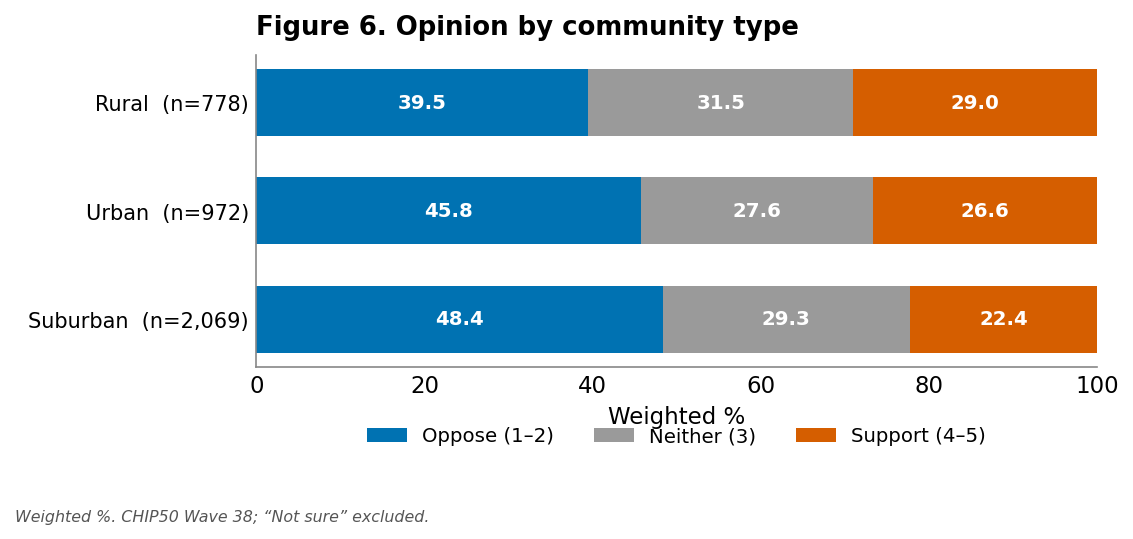 Figure 6. Opinion by community type
Rural (n=778)
39.5 31.5 29.0
Urban (n=972)
45.8 27.6 26.6
Suburban (n=2,069)
48.4 29.3 22.4
0 20 40 60 80 100
Weighted %
Oppose (1–2) Neither (3) Support (4–5)
Weighted %. CHIP50 Wave 38; “Not sure” excluded.